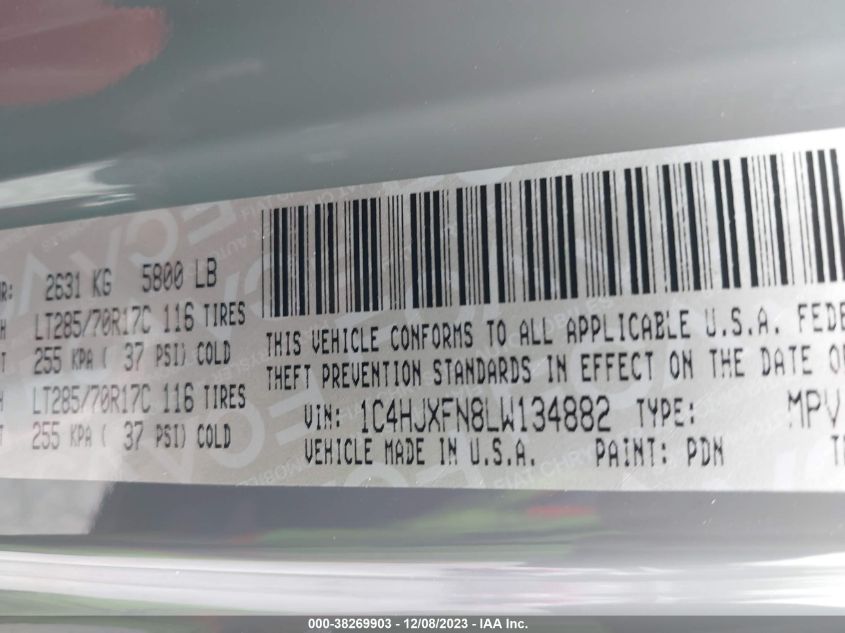 2631 KG 5800 LB
LT285/70R17C 116 TIRES
255 KPA ( 37 PSI) COLD
LT285/70R17C 116 TIRES
255 KPA ( 37 PSI) COLD
THIS VEHICLE CONFORMS TO ALL APPLICABLE U.S.A. FEDE
THEFT PREVENTION STANDARDS IN EFFECT ON THE DATE O
VIN: 1C4HJXFN8LW134882 TYPE: MPV
VEHICLE MADE IN U.S.A. PAINT: PDN
000-38269903 - 12/08/2023 - IAA Inc.